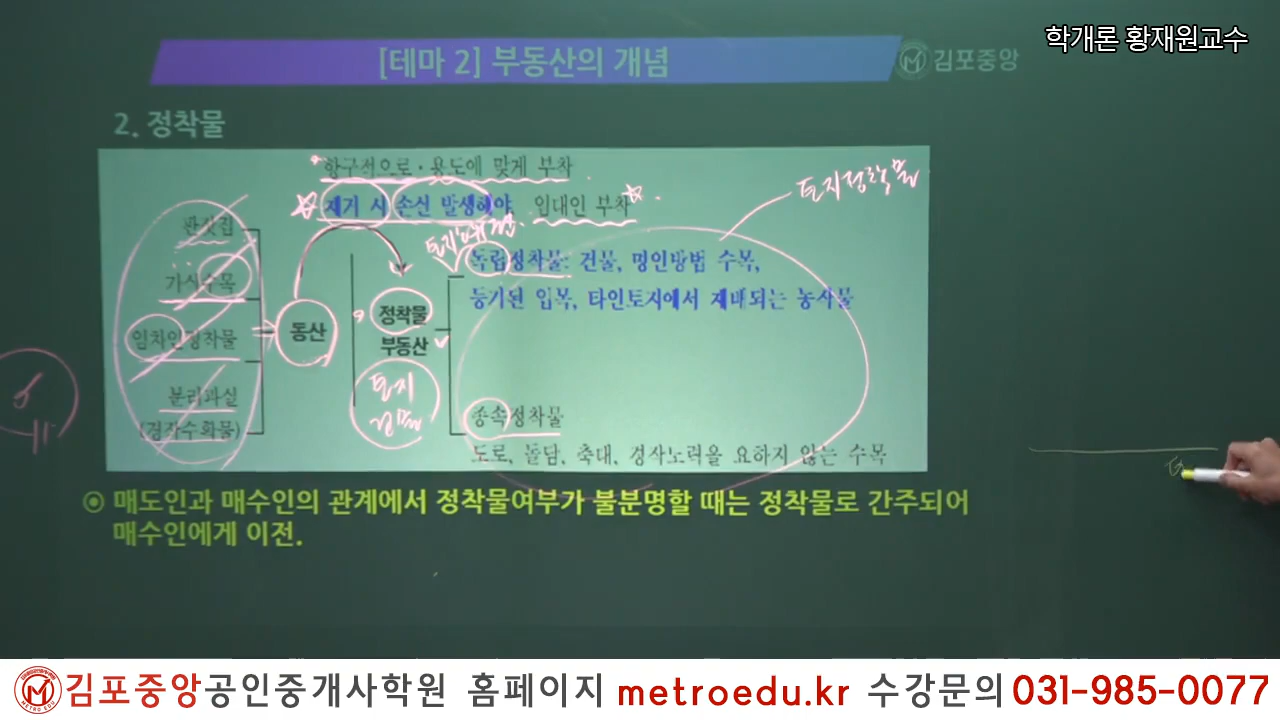 학개론 황재원교수
[테마 2] 부동산의 개념
김포중앙
2. 정착물
항구적으로·용도에 맞게 부착
제거 시 손실 발생해야 임대인 부착
토지정착물
판잣집
가식수목
임차인정착물
분리과실
(경작수확물)
동산
정착물
부동산
토지
건물
독립정착물: 건물, 명인방법 수목,
등기된 입목, 타인토지에서 재배되는 농작물
종속정착물
도로, 돌담, 축대, 경작노력을 요하지 않는 수목
◉ 매도인과 매수인의 관계에서 정착물여부가 불분명할 때는 정착물로 간주되어
매수인에게 이전.
김포중앙공인중개사학원 홈페이지 metroedu.kr 수강문의 031-985-0077
METRO EDU